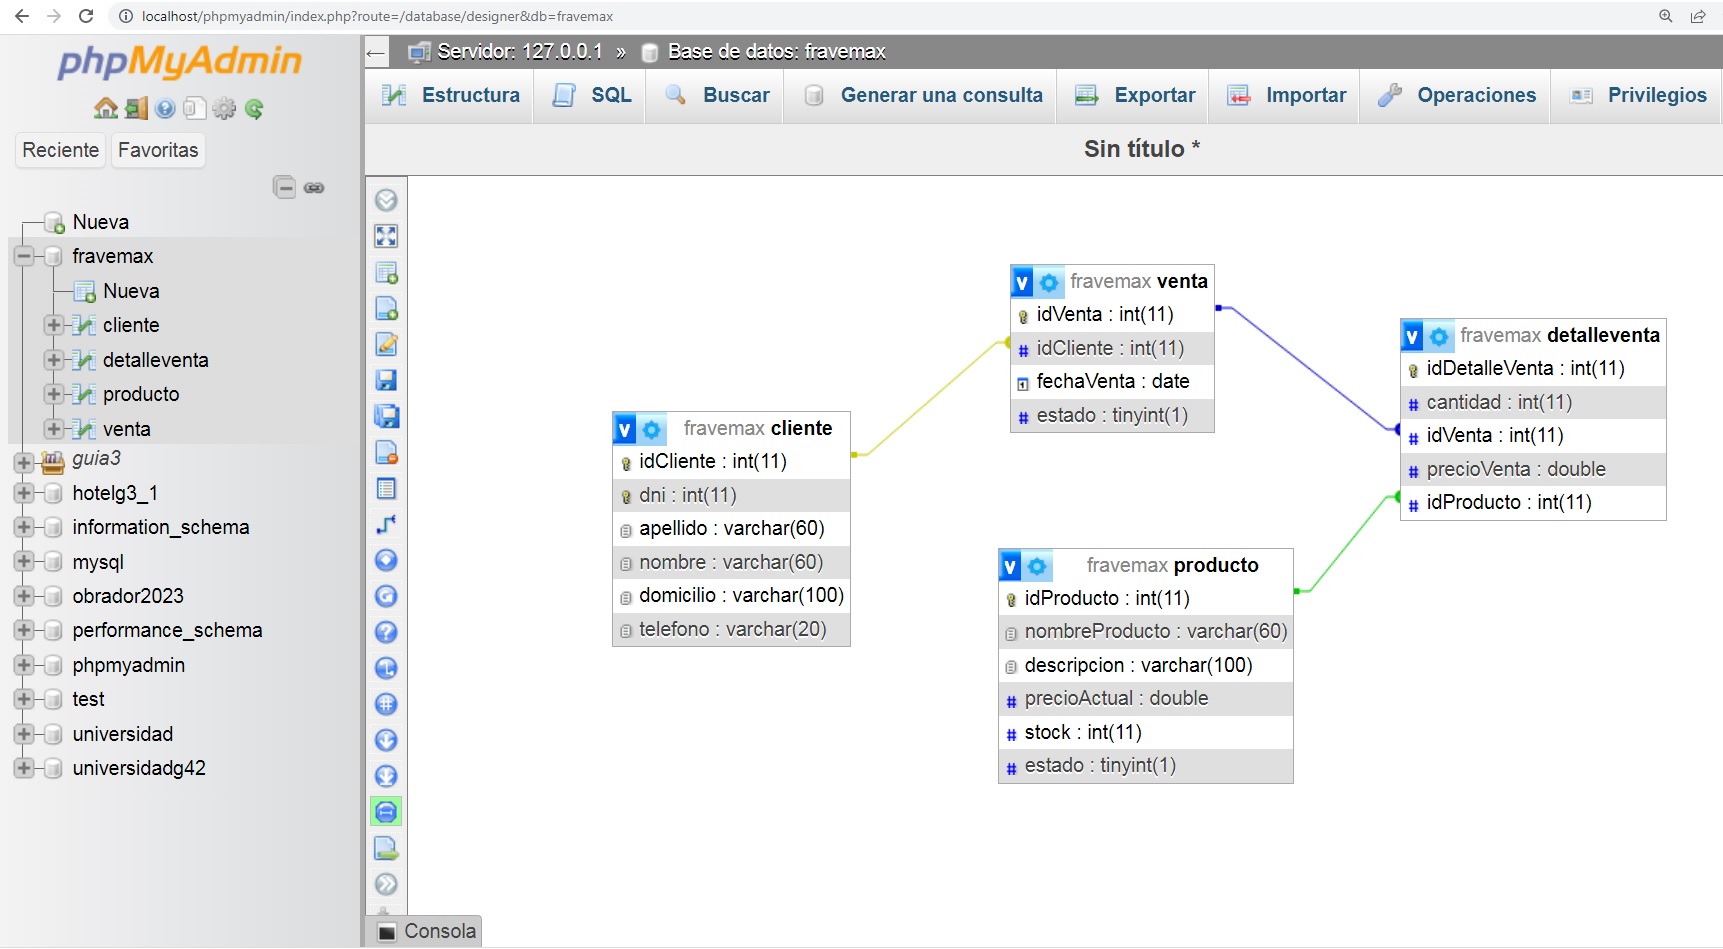 localhost/phpmyadmin/index.php?route=/database/designer&db=fravemax
phpMyAdmin
Reciente
Favoritas
Nueva
fravemax
Nueva
cliente
detalleventa
producto
venta
guia3
hotelg3_1
information_schema
mysql
obrador2023
performance_schema
phpmyadmin
test
universidad
universidadg42
Servidor: 127.0.0.1 » Base de datos: fravemax
Estructura
SQL
Buscar
Generar una consulta
Exportar
Importar
Operaciones
Privilegios
Sin título *
v fravemax cliente
idCliente : int(11)
dni : int(11)
apellido : varchar(60)
nombre : varchar(60)
domicilio : varchar(100)
telefono : varchar(20)
v fravemax venta
idVenta : int(11)
# idCliente : int(11)
fechaVenta : date
# estado : tinyint(1)
v fravemax producto
idProducto : int(11)
nombreProducto : varchar(60)
descripcion : varchar(100)
# precioActual : double
# stock : int(11)
# estado : tinyint(1)
v fravemax detalleventa
idDetalleVenta : int(11)
# cantidad : int(11)
# idVenta : int(11)
# precioVenta : double
# idProducto : int(11)
Consola